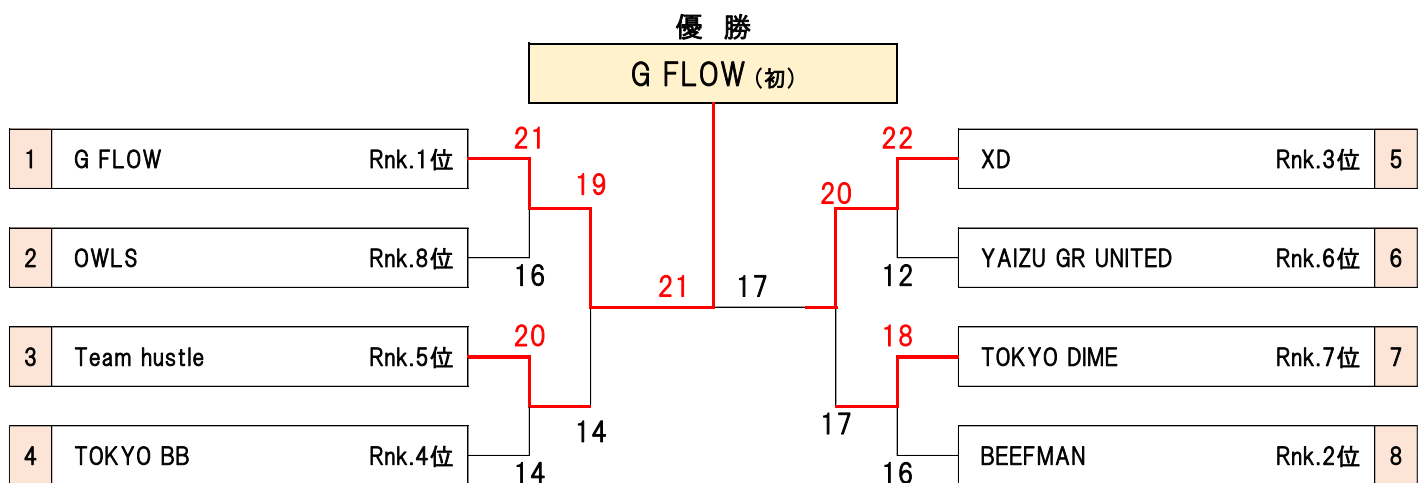 優 勝
G FLOW (初)
1 G FLOW Rnk.1位 21 22 XD Rnk.3位 5
19 20
2 OWLS Rnk.8位 16 12 YAIZU GR UNITED Rnk.6位 6
21 17
3 Team hustle Rnk.5位 20 18 TOKYO DIME Rnk.7位 7
14 17
4 TOKYO BB Rnk.4位 14 16 BEEFMAN Rnk.2位 8